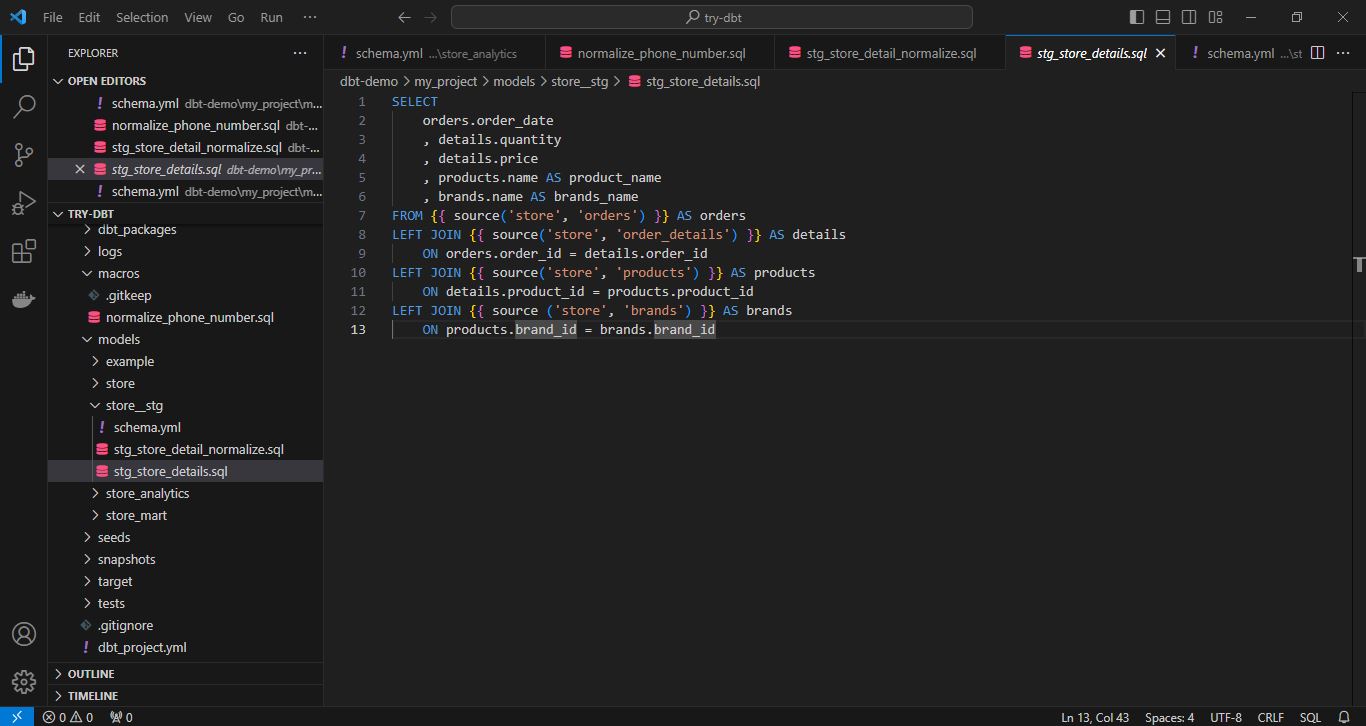 File Edit Selection View Go Run ···
try-dbt
EXPLORER
OPEN EDITORS
! schema.yml dbt-demo\my_project\m...
normalize_phone_number.sql dbt-...
stg_store_detail_normalize.sql dbt-...
stg_store_details.sql dbt-demo\my_pr...
! schema.yml dbt-demo\my_project\m...
TRY-DBT
dbt_packages
logs
macros
.gitkeep
normalize_phone_number.sql
models
example
store
store__stg
! schema.yml
stg_store_detail_normalize.sql
stg_store_details.sql
store_analytics
store_mart
seeds
snapshots
target
tests
.gitignore
! dbt_project.yml
OUTLINE
TIMELINE
! schema.yml ...\store_analytics
normalize_phone_number.sql
stg_store_detail_normalize.sql
stg_store_details.sql
! schema.yml ...\st
dbt-demo > my_project > models > store__stg > stg_store_details.sql
1 SELECT
2 orders.order_date
3 , details.quantity
4 , details.price
5 , products.name AS product_name
6 , brands.name AS brands_name
7 FROM {{ source('store', 'orders') }} AS orders
8 LEFT JOIN {{ source('store', 'order_details') }} AS details
9 ON orders.order_id = details.order_id
10 LEFT JOIN {{ source('store', 'products') }} AS products
11 ON details.product_id = products.product_id
12 LEFT JOIN {{ source ('store', 'brands') }} AS brands
13 ON products.brand_id = brands.brand_id
0 0 0
Ln 13, Col 43 Spaces: 4 UTF-8 CRLF SQL